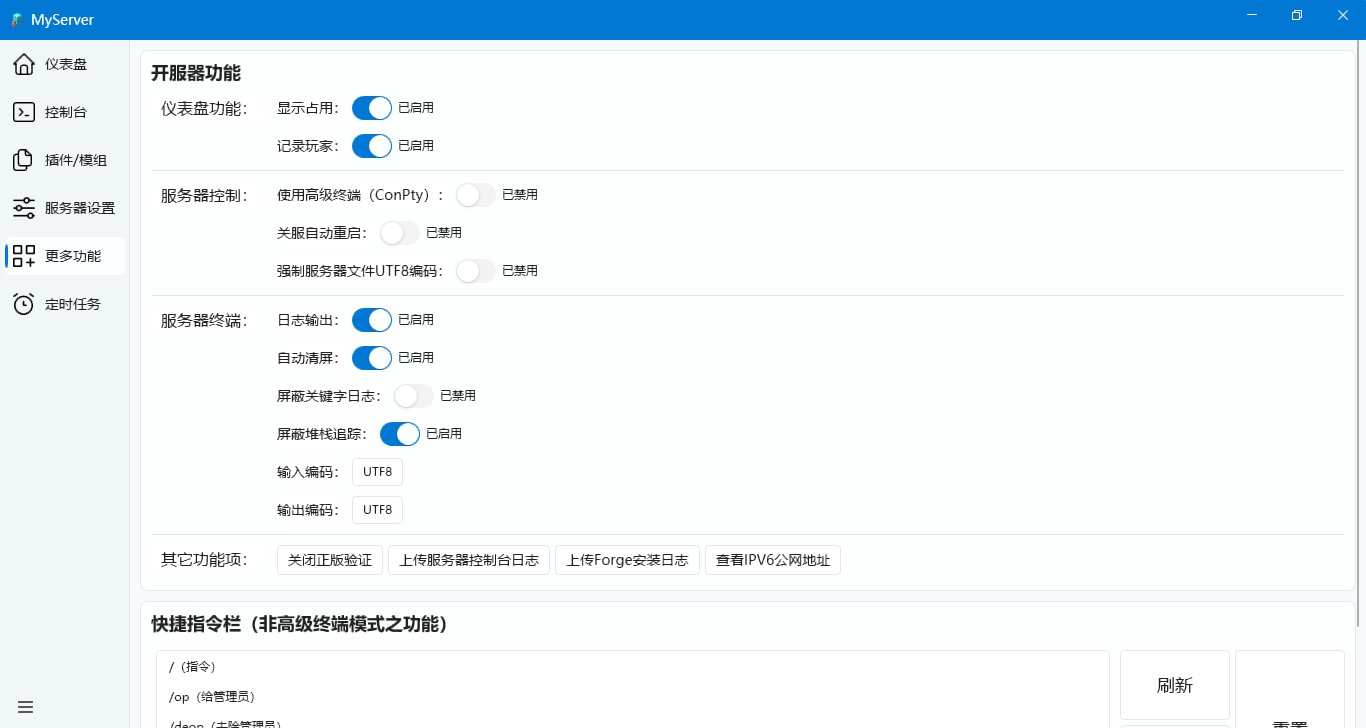 MyServer
仪表盘
控制台
插件/模组
服务器设置
更多功能
定时任务
开服器功能
仪表盘功能： 显示占用： 已启用
记录玩家： 已启用
服务器控制： 使用高级终端（ConPty）： 已禁用
关服自动重启： 已禁用
强制服务器文件UTF8编码： 已禁用
服务器终端： 日志输出： 已启用
自动清屏： 已启用
屏蔽关键字日志： 已禁用
屏蔽堆栈追踪： 已启用
输入编码： UTF8
输出编码： UTF8
其它功能项： 关闭正版验证 上传服务器控制台日志 上传Forge安装日志 查看IPV6公网地址
快捷指令栏（非高级终端模式之功能）
/（指令）
/op（给管理员）
/deop（去除管理员）
刷新
重置